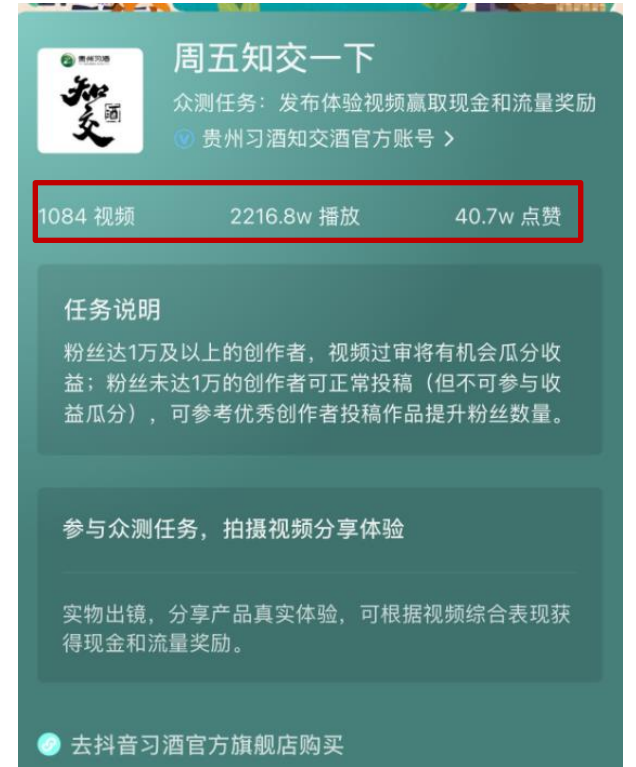 贵州习酒
知交
酒
周五知交一下
众测任务：发布体验视频赢取现金和流量奖励
贵州习酒知交酒官方账号 >
1084 视频 2216.8w 播放 40.7w 点赞
任务说明
粉丝达1万及以上的创作者，视频过审将有机会瓜分收
益；粉丝未达1万的创作者可正常投稿（但不可参与收
益瓜分），可参考优秀创作者投稿作品提升粉丝数量。
参与众测任务，拍摄视频分享体验
实物出镜，分享产品真实体验，可根据视频综合表现获
得现金和流量奖励。
去抖音习酒官方旗舰店购买